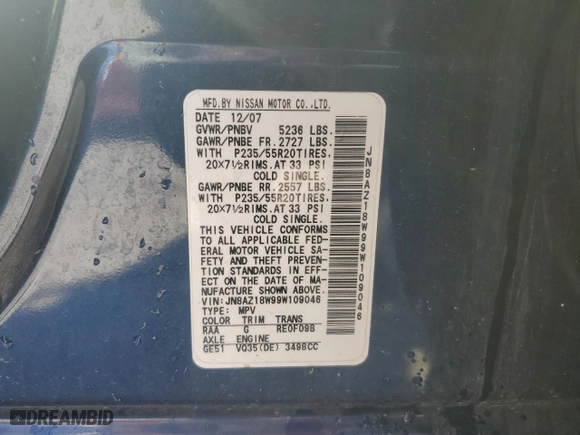 MFD.BY NISSAN MOTOR CO.,LTD.
DATE 12/07
GVWR/PNBV 5236 LBS.
GAWR/PNBE FR. 2727 LBS.
WITH P235/55R20TIRES.
20×7½RIMS.AT 33 PSI
COLD SINGLE.
GAWR/PNBE RR. 2557 LBS.
WITH P235/55R20TIRES.
20×7½RIMS.AT 33 PSI
COLD SINGLE.
THIS VEHICLE CONFORMS
TO ALL APPLICABLE FED-
ERAL MOTOR VEHICLE SA-
FETY AND THEFT PREVEN-
TION STANDARDS IN EFF-
ECT ON THE DATE OF MA-
NUFACTURE SHOWN ABOVE.
VIN:JN8AZ18W99W109046
TYPE: MPV
COLOR TRIM TRANS
RAA G RE0F09B
AXLE ENGINE
GE51 VQ35(DE) 3498CC
JN8AZ18W99W109046
DREAMBID